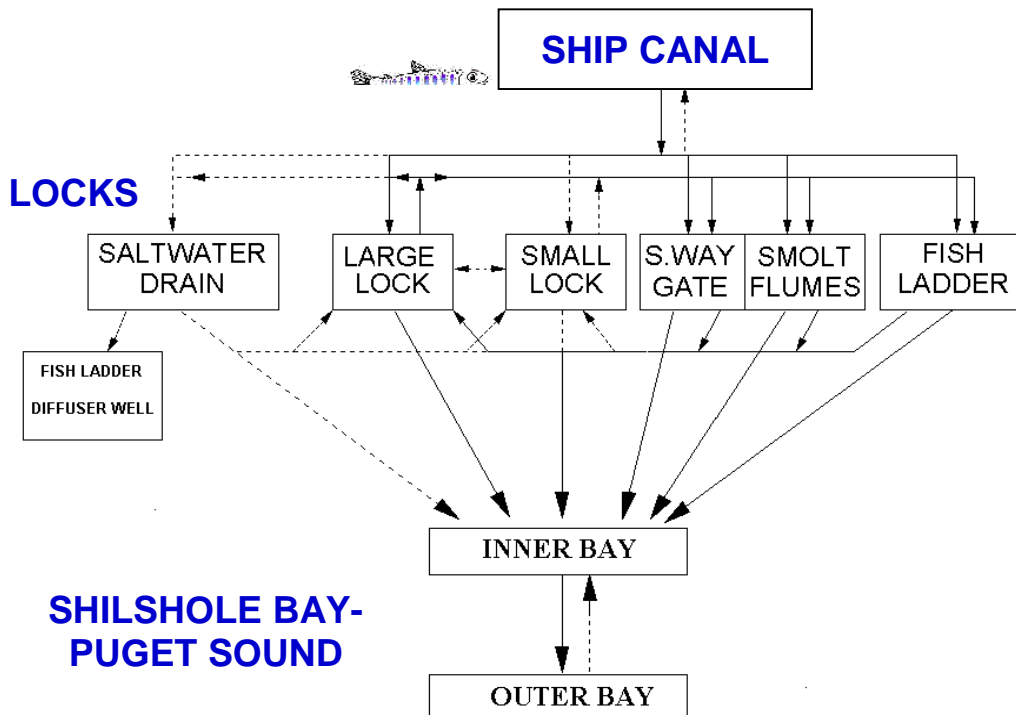 SHIP CANAL
LOCKS
SALTWATER
DRAIN
LARGE
LOCK
SMALL
LOCK
S.WAY
GATE
SMOLT
FLUMES
FISH
LADDER
FISH LADDER
DIFFUSER WELL
INNER BAY
SHILSHOLE BAY-
PUGET SOUND
OUTER BAY